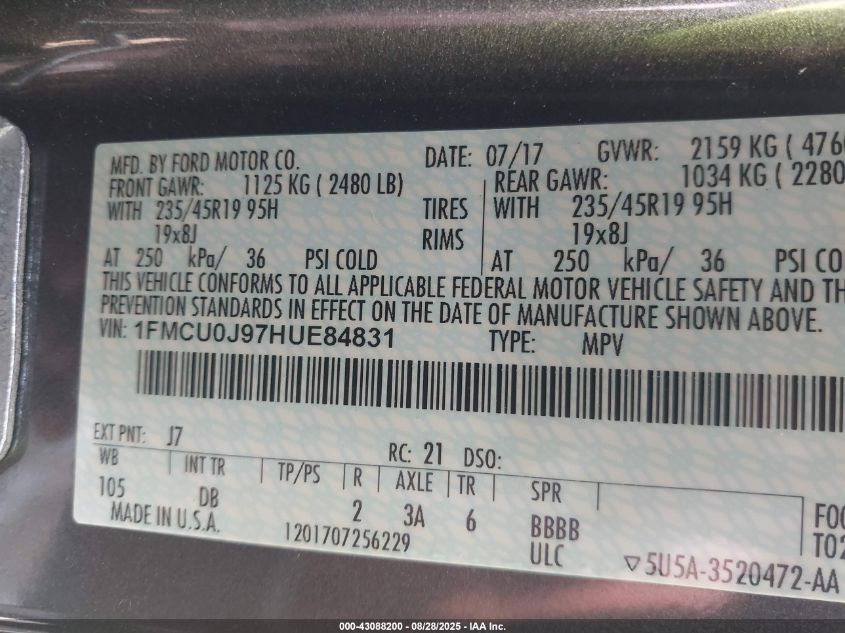 MFD. BY FORD MOTOR CO. DATE: 07/17 GVWR: 2159 KG ( 476
FRONT GAWR: 1125 KG ( 2480 LB) REAR GAWR: 1034 KG ( 2280
WITH 235/45R19 95H TIRES WITH 235/45R19 95H
19x8J RIMS 19x8J
AT 250 kPa/ 36 PSI COLD AT 250 kPa/ 36 PSI CO
THIS VEHICLE CONFORMS TO ALL APPLICABLE FEDERAL MOTOR VEHICLE SAFETY AND TH
PREVENTION STANDARDS IN EFFECT ON THE DATE OF MANUFACTURE SHOWN ABOVE.
VIN: 1FMCU0J97HUE84831 TYPE: MPV
EXT PNT: J7 RC: 21 DSO:
WB INT TR TP/PS R AXLE TR SPR
105 DB 2 3A 6 BBBB
MADE IN U.S.A. 1201707256229 ULC
FO
T02
▽5U5A-3520472-AA
000-43088200 - 08/28/2025 - IAA Inc.